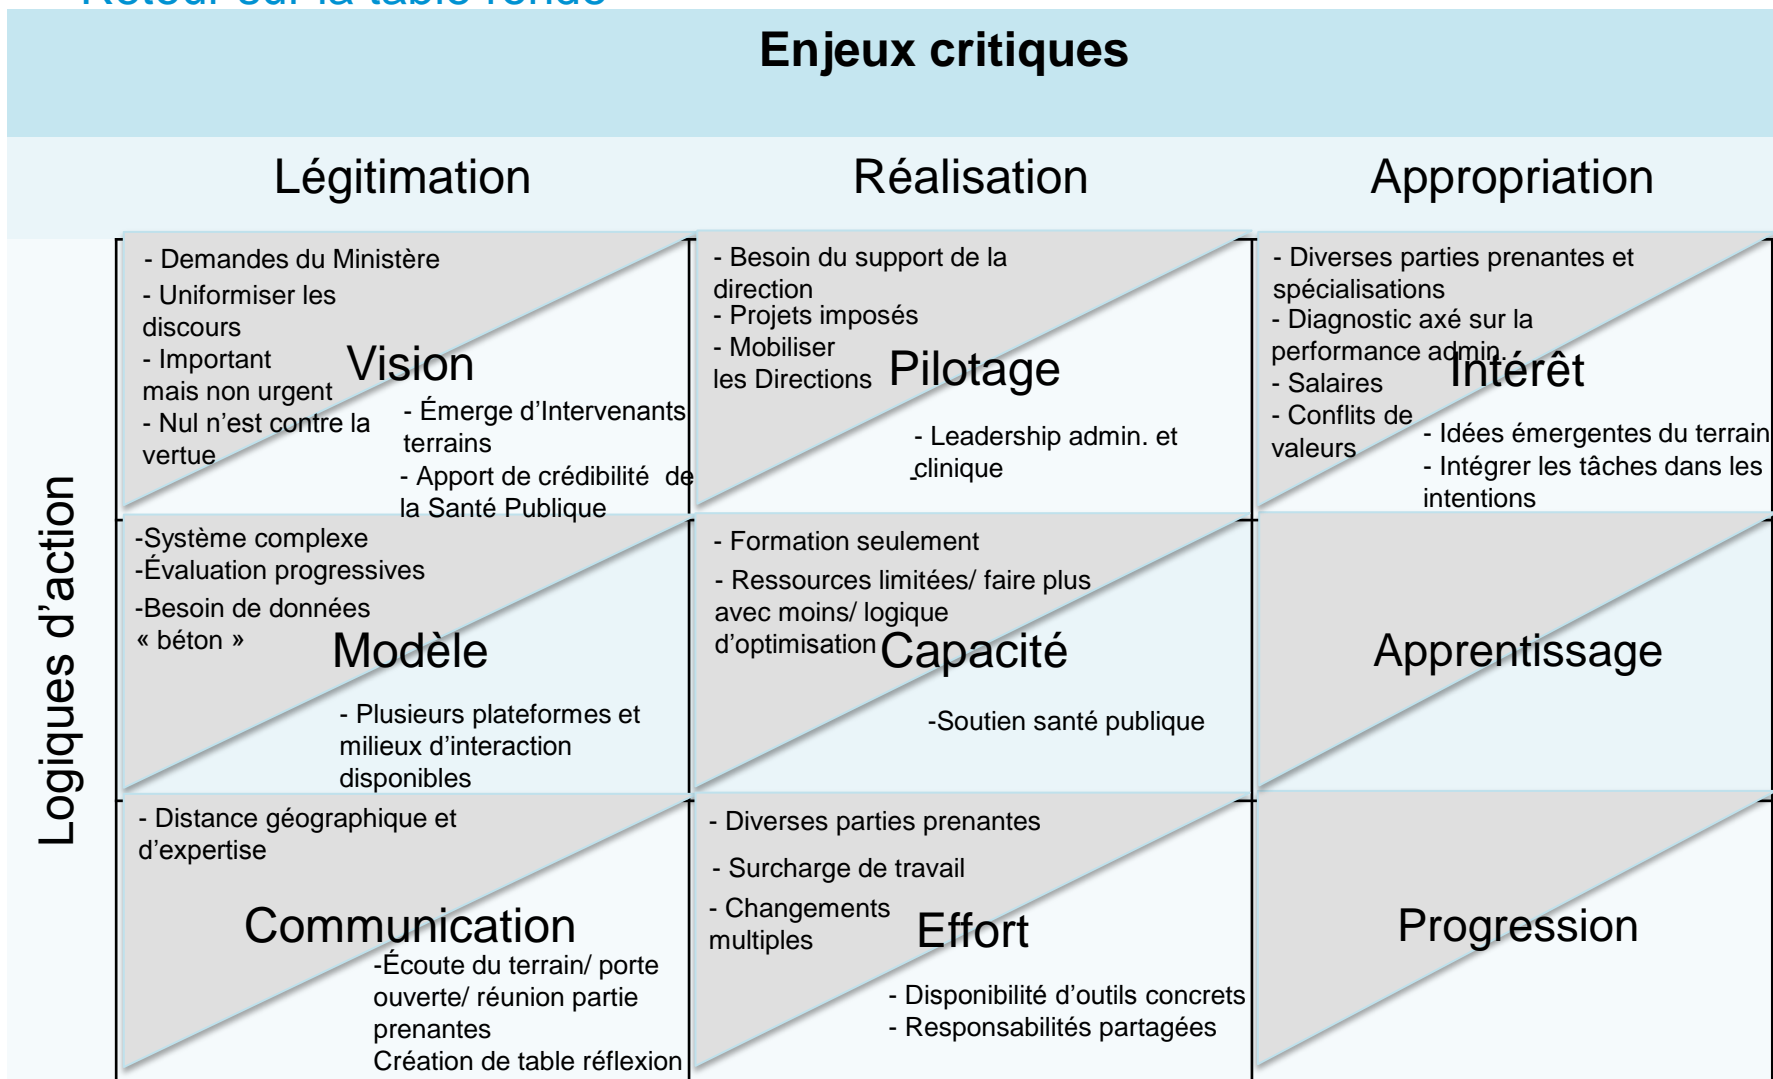 Retour sur la table ronde
Enjeux critiques
Légitimation
Réalisation
Appropriation
Logiques d'action
- Demandes du Ministère
- Uniformiser les
discours
- Important
mais non urgent
- Nul n'est contre la
vertue
Vision
- Émerge d'Intervenants
terrains
- Apport de crédibilité de
la Santé Publique
- Besoin du support de la
direction
- Projets imposés
- Mobiliser
les Directions
Pilotage
- Leadership admin. et
clinique
-
- Diverses parties prenantes et
spécialisations
- Diagnostic axé sur la
performance admin.
- Salaires
- Conflits de
valeurs
Intérêt
- Idées émergentes du terrain
- Intégrer les tâches dans les
intentions
-Système complexe
-Évaluation progressives
-Besoin de données
« béton »
Modèle
- Plusieurs plateformes et
milieux d'interaction
disponibles
- Formation seulement
- Ressources limitées/ faire plus
avec moins/ logique
d'optimisation
Capacité
-Soutien santé publique
Apprentissage
- Distance géographique et
d'expertise
Communication
-Écoute du terrain/ porte
ouverte/ réunion partie
prenantes
Création de table réflexion
- Diverses parties prenantes
- Surcharge de travail
- Changements
multiples
Effort
- Disponibilité d'outils concrets
- Responsabilités partagées
Progression